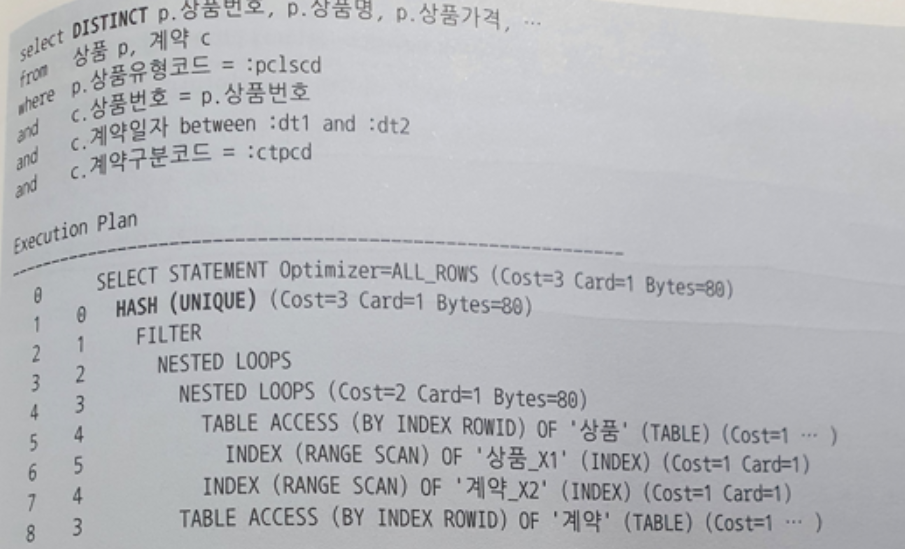 select DISTINCT p.상품번호, p.상품명, p.상품가격, …
from 상품 p, 계약 c
where p.상품유형코드 = :pclscd
and c.상품번호 = p.상품번호
and c.계약일자 between :dt1 and :dt2
and c.계약구분코드 = :ctpcd
Execution Plan
------------------------------------------------------------
0 SELECT STATEMENT Optimizer=ALL_ROWS (Cost=3 Card=1 Bytes=80)
1 0 HASH (UNIQUE) (Cost=3 Card=1 Bytes=80)
2 1 FILTER
3 2 NESTED LOOPS
4 3 NESTED LOOPS (Cost=2 Card=1 Bytes=80)
5 4 TABLE ACCESS (BY INDEX ROWID) OF '상품' (TABLE) (Cost=1 … )
6 5 INDEX (RANGE SCAN) OF '상품_X1' (INDEX) (Cost=1 Card=1)
7 4 INDEX (RANGE SCAN) OF '계약_X2' (INDEX) (Cost=1 Card=1)
8 3 TABLE ACCESS (BY INDEX ROWID) OF '계약' (TABLE) (Cost=1 … )